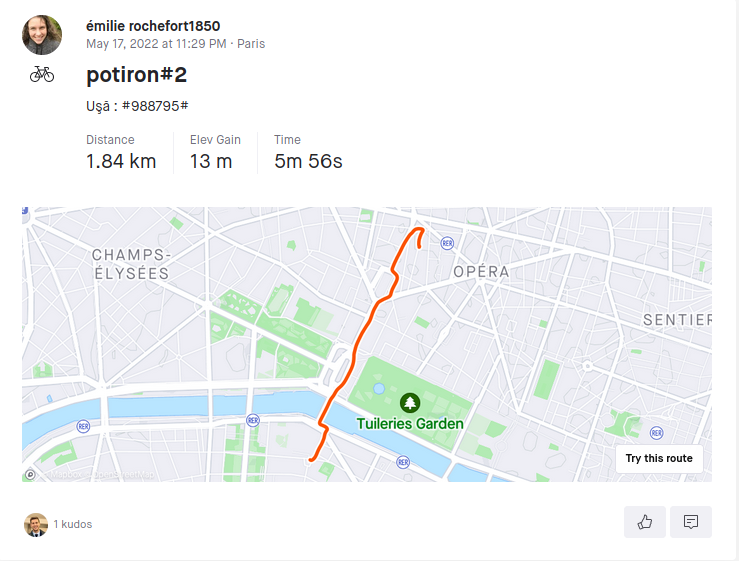 émilie rochefort1850
May 17, 2022 at 11:29 PM · Paris
potiron#2
Uşã : #988795#
Distance
Elev Gain
Time
1.84 km
13 m
5m 56s
CHAMPS-
ÉLYSÉES
RER
OPÉRA
SENTIER
Tuileries Garden
RER
RER
RER
RER
Try this route
1 kudos